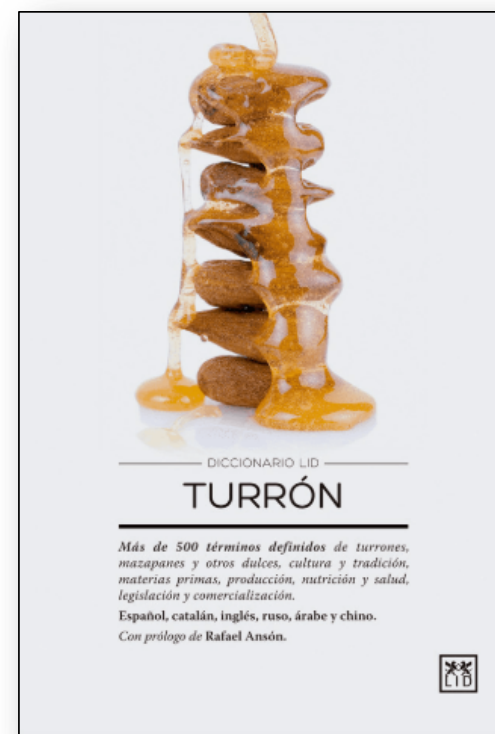 DICCIONARIO LID
TURRÓN
Más de 500 términos definidos de turrones,
mazapanes y otros dulces, cultura y tradición,
materias primas, producción, nutrición y salud,
legislación y comercialización.
Español, catalán, inglés, ruso, árabe y chino.
Con prólogo de Rafael Ansón.
LID